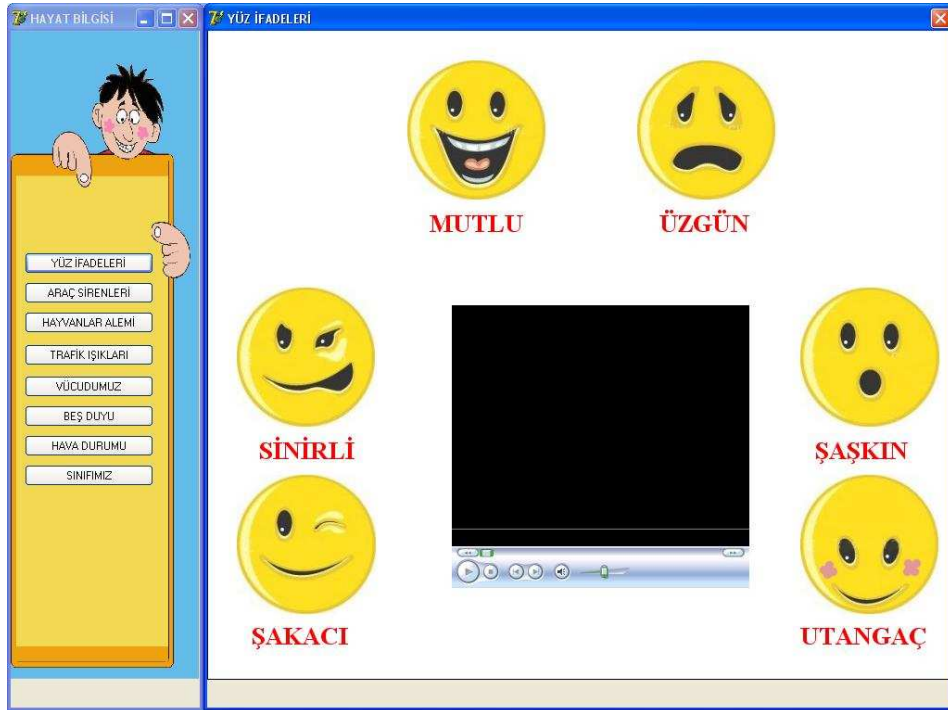 HAYAT BİLGİSİ
YÜZ İFADELERİ
ARAÇ SİRENLERİ
HAYVANLAR ALEMİ
TRAFİK IŞIKLARI
VÜCUDUMUZ
BEŞ DUYU
HAVA DURUMU
SINIFIMIZ
YÜZ İFADELERİ
MUTLU
ÜZGÜN
SİNİRLİ
ŞAŞKIN
ŞAKACI
UTANGAÇ